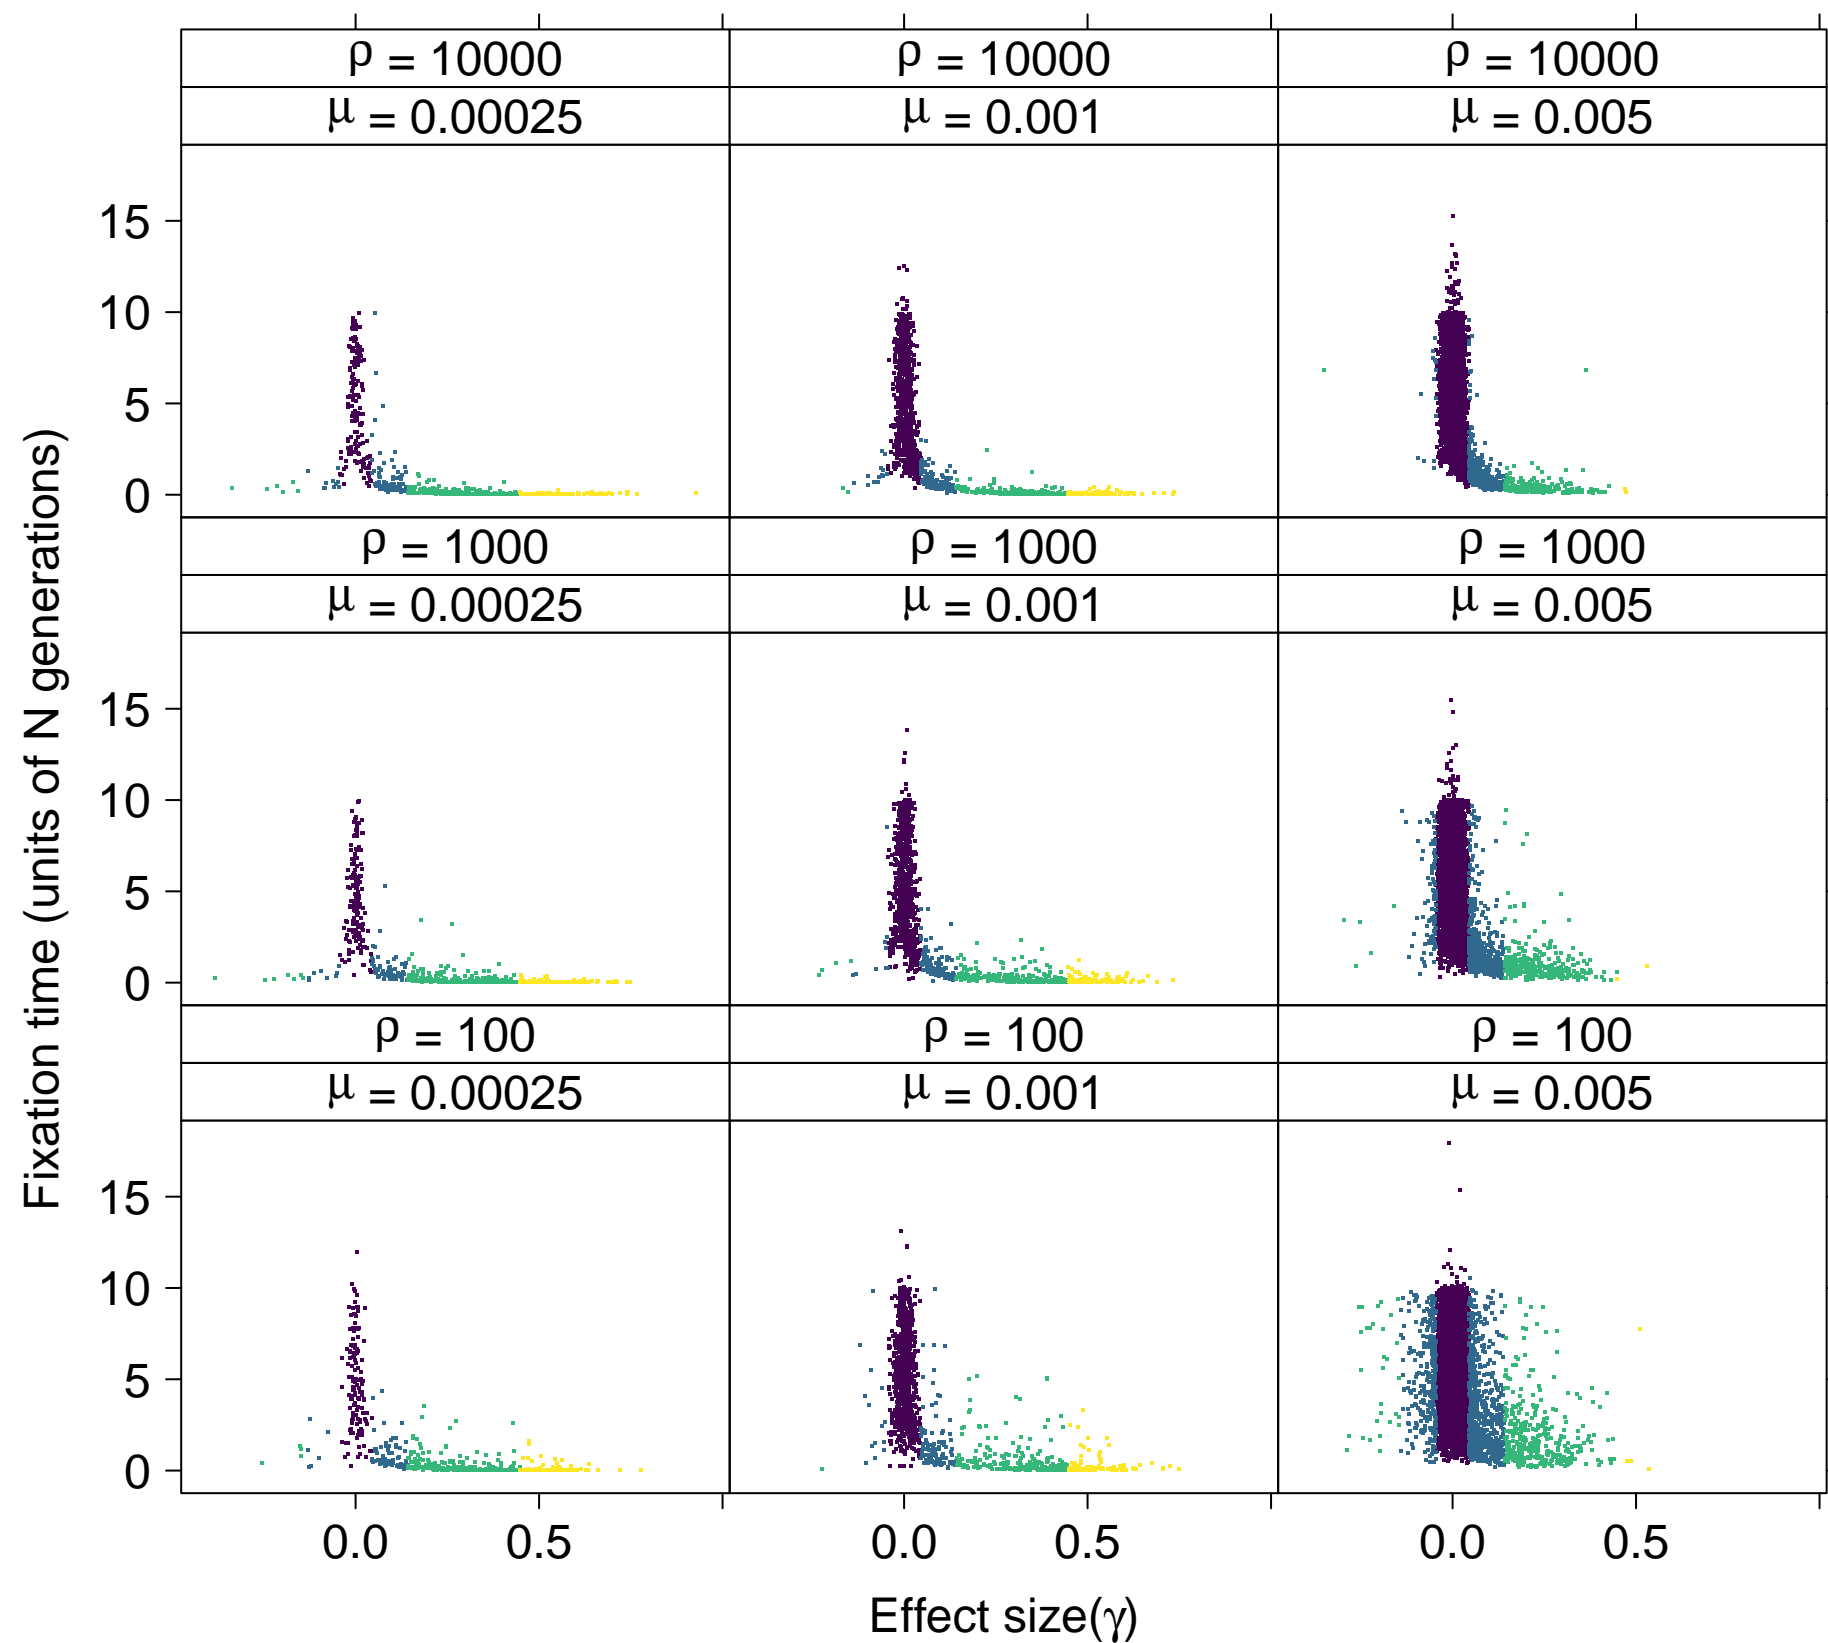 ρ = 10000 ρ = 10000 ρ = 10000
μ = 0.00025 μ = 0.001 μ = 0.005
15
10
5
0
ρ = 1000 ρ = 1000 ρ = 1000
μ = 0.00025 μ = 0.001 μ = 0.005
15
10
5
0
ρ = 100 ρ = 100 ρ = 100
μ = 0.00025 μ = 0.001 μ = 0.005
15
10
5
0
0.0 0.5 0.0 0.5 0.0 0.5
Fixation time (units of N generations)
Effect size(γ)